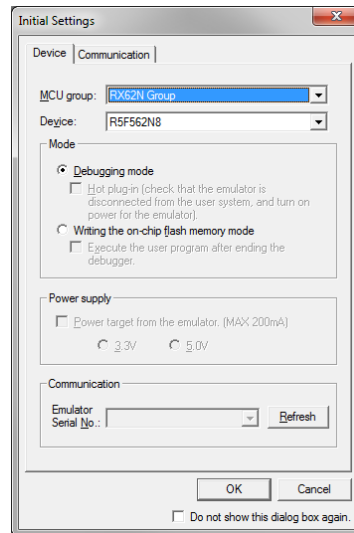 Initial Settings
Device
Communication
MCU group:
RX62N Group
Device:
R5F562N8
Mode
Debugging mode
Hot plug-in (check that the emulator is
disconnected from the user system, and turn on
power for the emulator).
Writing the on-chip flash memory mode
Execute the user program after ending the
debugger.
Power supply
Power target from the emulator. (MAX 200mA)
3.3V
5.0V
Communication
Emulator
Serial No.:
Refresh
OK
Cancel
Do not show this dialog box again.